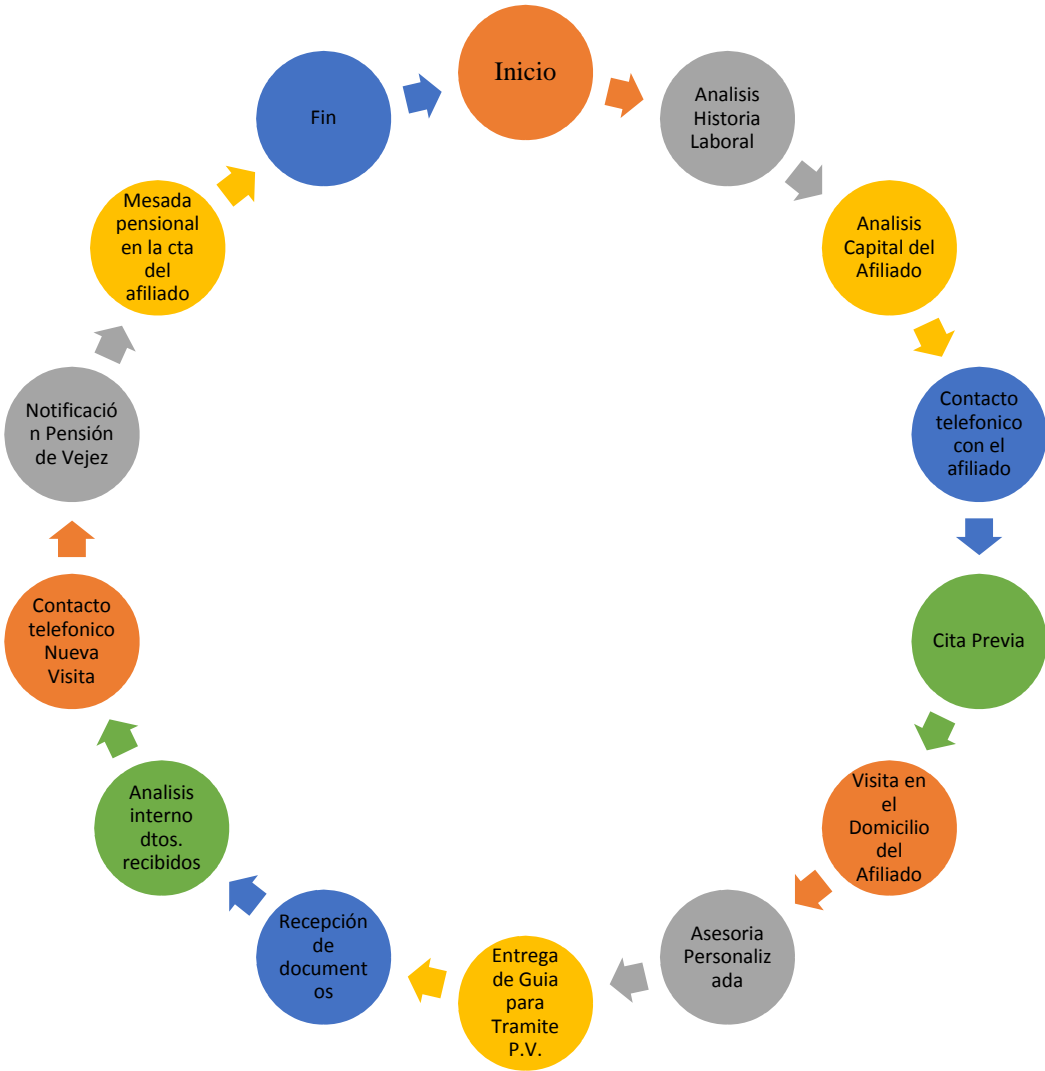 Inicio
Analisis
Historia
Laboral
Analisis
Capital del
Afiliado
Contacto
telefonico
con el
afiliado
Cita Previa
Visita en
el
Domicilio
del
Afiliado
Asesoria
Personaliz
ada
Entrega
de Guia
para
Tramite
P.V.
Recepción
de
document
os
Analisis
interno
dtos.
recibidos
Contacto
telefonico
Nueva
Visita
Notificació
n Pensión
de Vejez
Mesada
pensional
en la cta
del
afiliado
Fin